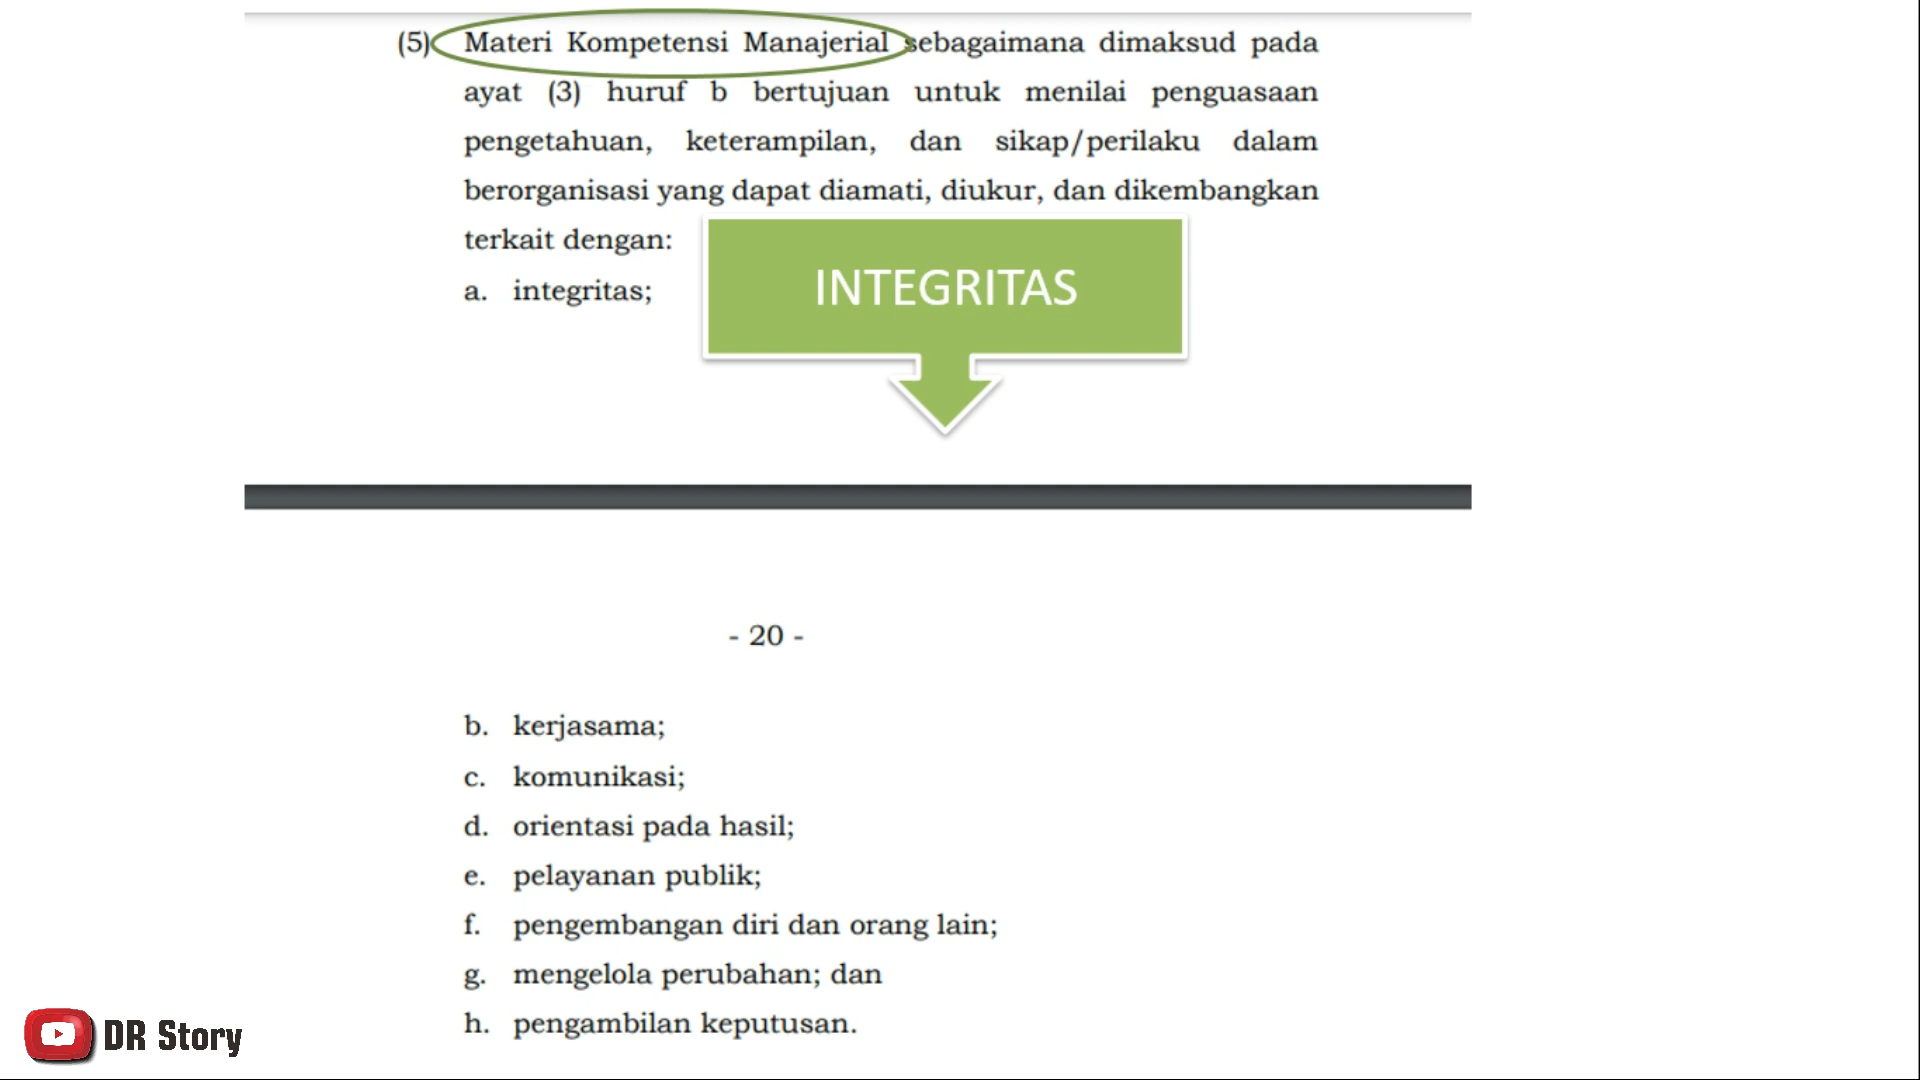 (5) Materi Kompetensi Manajerial sebagaimana dimaksud pada
ayat (3) huruf b bertujuan untuk menilai penguasaan
pengetahuan, keterampilan, dan sikap/perilaku dalam
berorganisasi yang dapat diamati, diukur, dan dikembangkan
terkait dengan:
a. integritas;
INTEGRITAS
- 20 -
b. kerjasama;
c. komunikasi;
d. orientasi pada hasil;
e. pelayanan publik;
f. pengembangan diri dan orang lain;
g. mengelola perubahan; dan
h. pengambilan keputusan.
DR Story